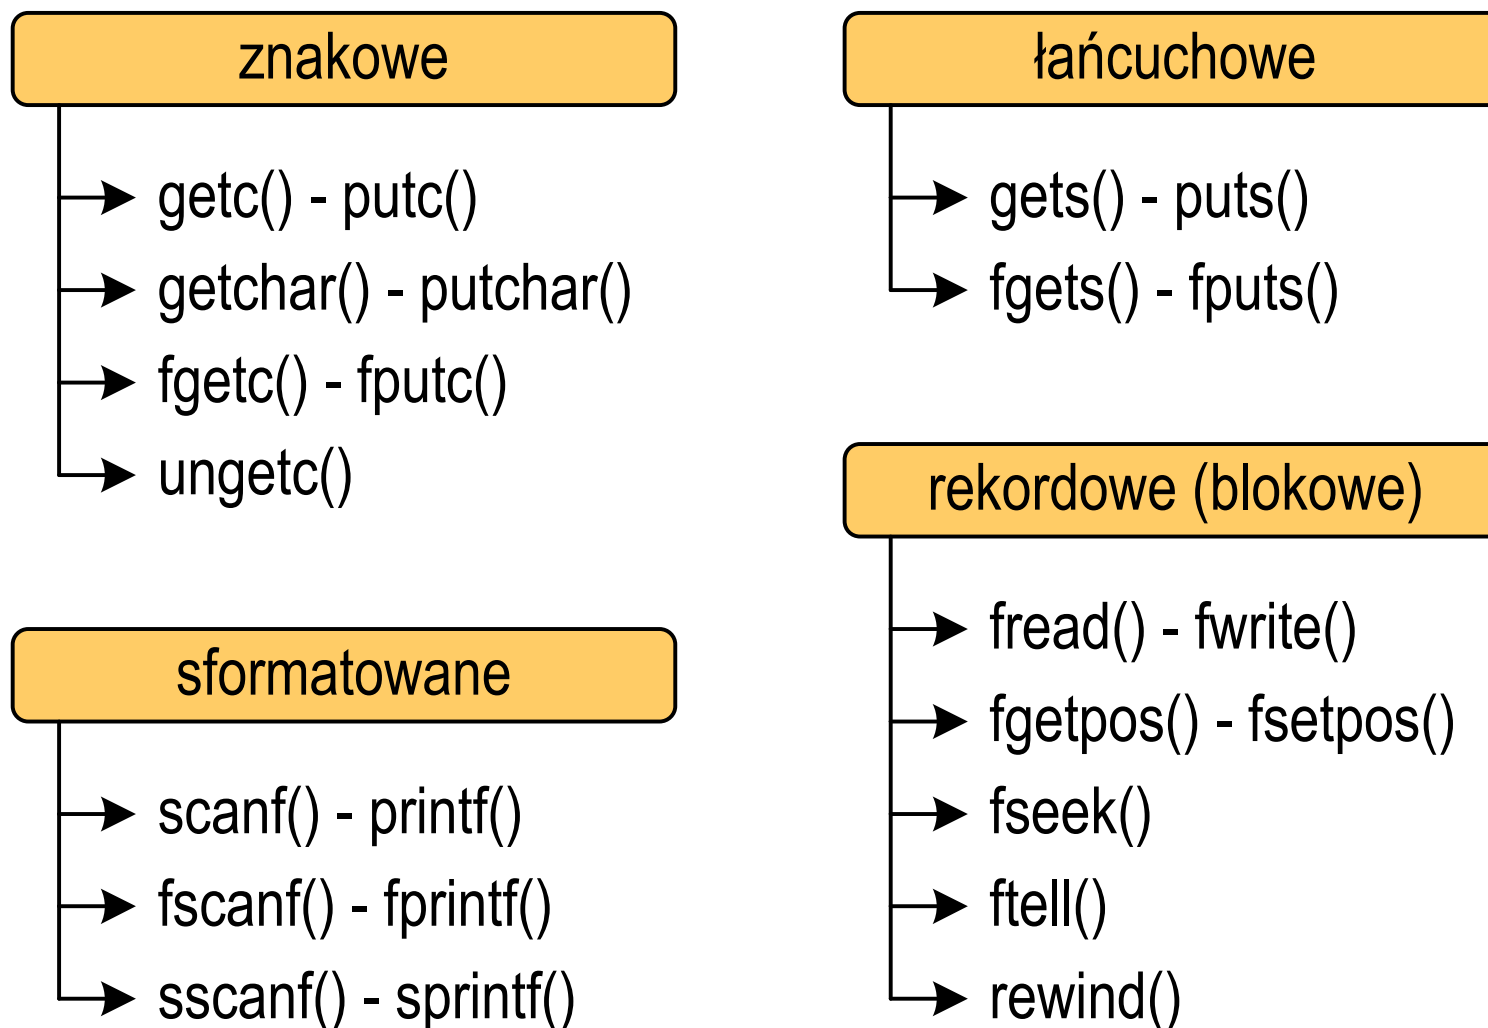 znakowe
getc() - putc()
getchar() - putchar()
fgetc() - fputc()
ungetc()
sformatowane
scanf() - printf()
fscanf() - fprintf()
sscanf() - sprintf()
łańcuchowe
gets() - puts()
fgets() - fputs()
rekordowe (blokowe)
fread() - fwrite()
fgetpos() - fsetpos()
fseek()
ftell()
rewind()